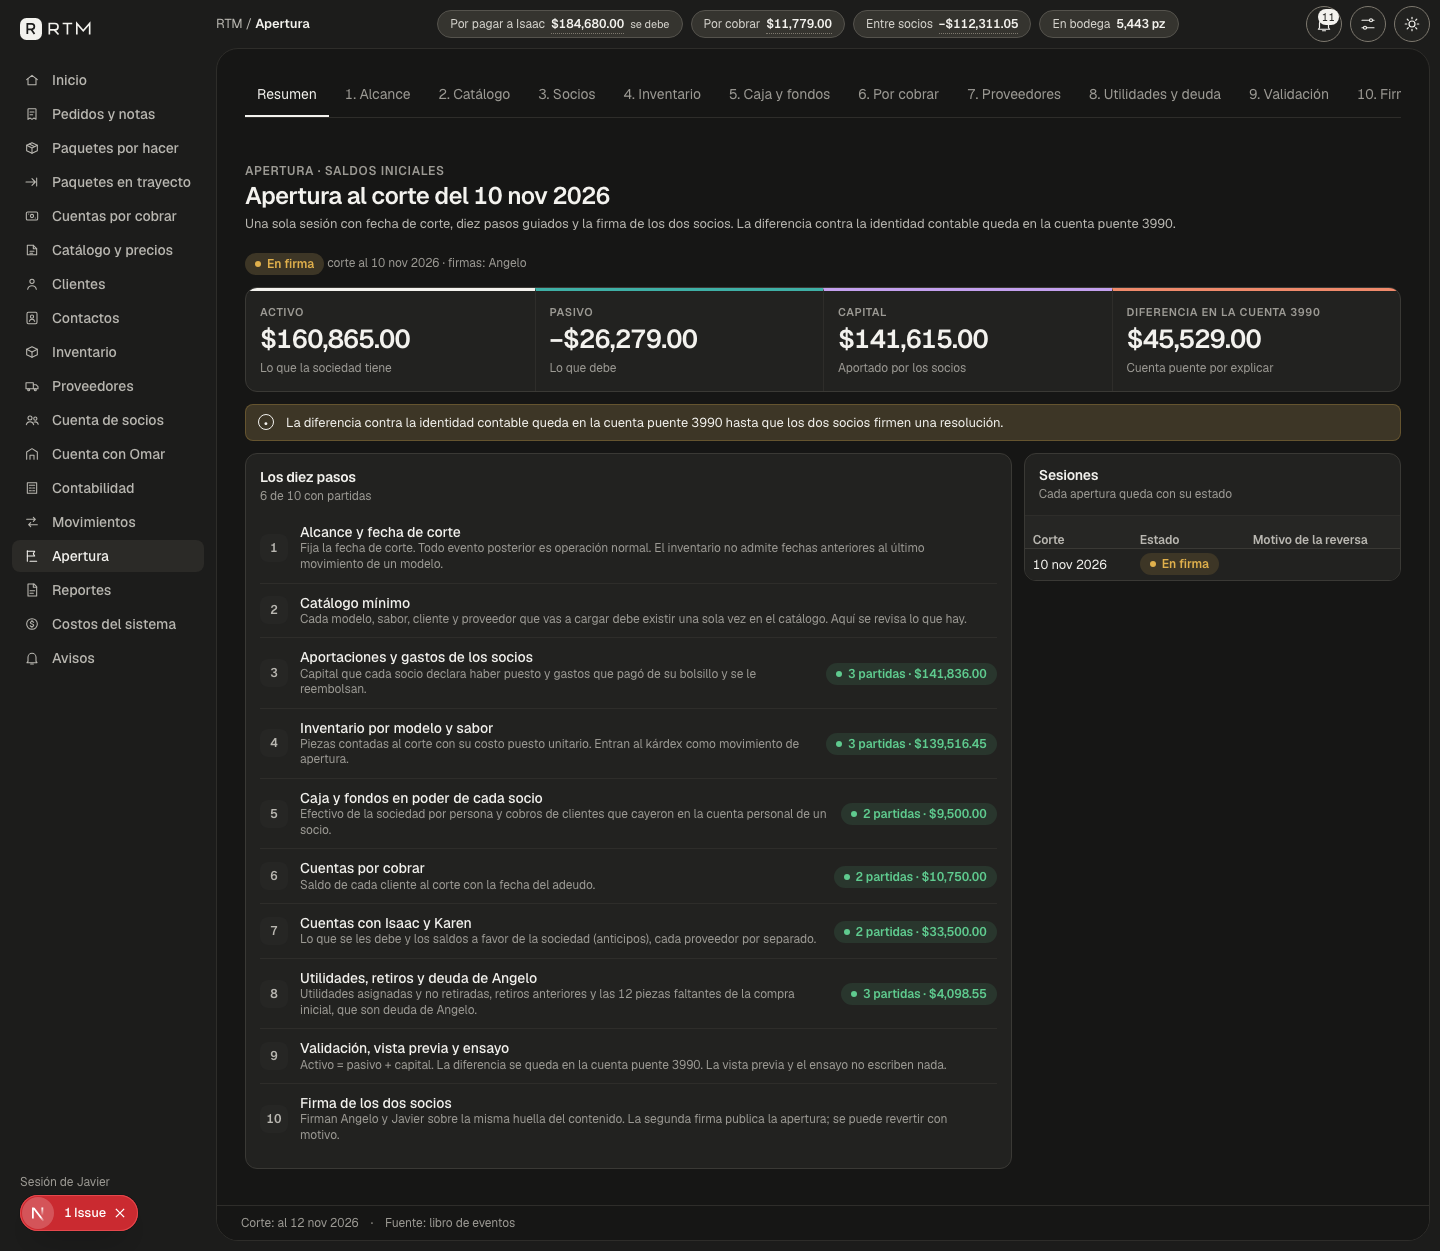 R RTM
RTM / Apertura
Por pagar a Isaac $184,680.00 se debe
Por cobrar $11,779.00
Entre socios −$112,311.05
En bodega 5,443 pz
11
Inicio
Pedidos y notas
Paquetes por hacer
Paquetes en trayecto
Cuentas por cobrar
Catálogo y precios
Clientes
Contactos
Inventario
Proveedores
Cuenta de socios
Cuenta con Omar
Contabilidad
Movimientos
Apertura
Reportes
Costos del sistema
Avisos
Sesión de Javier
N 1 Issue
Resumen
1. Alcance
2. Catálogo
3. Socios
4. Inventario
5. Caja y fondos
6. Por cobrar
7. Proveedores
8. Utilidades y deuda
9. Validación
10. Firr
APERTURA · SALDOS INICIALES
Apertura al corte del 10 nov 2026
Una sola sesión con fecha de corte, diez pasos guiados y la firma de los dos socios. La diferencia contra la identidad contable queda en la cuenta puente 3990.
En firma corte al 10 nov 2026 · firmas: Angelo
ACTIVO
$160,865.00
Lo que la sociedad tiene
PASIVO
−$26,279.00
Lo que debe
CAPITAL
$141,615.00
Aportado por los socios
DIFERENCIA EN LA CUENTA 3990
$45,529.00
Cuenta puente por explicar
La diferencia contra la identidad contable queda en la cuenta puente 3990 hasta que los dos socios firmen una resolución.
Los diez pasos
6 de 10 con partidas
1
Alcance y fecha de corte
Fija la fecha de corte. Todo evento posterior es operación normal. El inventario no admite fechas anteriores al último
movimiento de un modelo.
2
Catálogo mínimo
Cada modelo, sabor, cliente y proveedor que vas a cargar debe existir una sola vez en el catálogo. Aquí se revisa lo que hay.
3
Aportaciones y gastos de los socios
Capital que cada socio declara haber puesto y gastos que pagó de su bolsillo y se le
reembolsan.
3 partidas · $141,836.00
4
Inventario por modelo y sabor
Piezas contadas al corte con su costo puesto unitario. Entran al kárdex como movimiento de
apertura.
3 partidas · $139,516.45
5
Caja y fondos en poder de cada socio
Efectivo de la sociedad por persona y cobros de clientes que cayeron en la cuenta personal de un
socio.
2 partidas · $9,500.00
6
Cuentas por cobrar
Saldo de cada cliente al corte con la fecha del adeudo.
2 partidas · $10,750.00
7
Cuentas con Isaac y Karen
Lo que se les debe y los saldos a favor de la sociedad (anticipos), cada proveedor por separado.
2 partidas · $33,500.00
8
Utilidades, retiros y deuda de Angelo
Utilidades asignadas y no retiradas, retiros anteriores y las 12 piezas faltantes de la compra
inicial, que son deuda de Angelo.
3 partidas · $4,098.55
9
Validación, vista previa y ensayo
Activo = pasivo + capital. La diferencia se queda en la cuenta puente 3990. La vista previa y el ensayo no escriben nada.
10
Firma de los dos socios
Firman Angelo y Javier sobre la misma huella del contenido. La segunda firma publica la apertura; se puede revertir con
motivo.
Sesiones
Cada apertura queda con su estado
Corte Estado Motivo de la reversa
10 nov 2026 En firma
Corte: al 12 nov 2026 · Fuente: libro de eventos